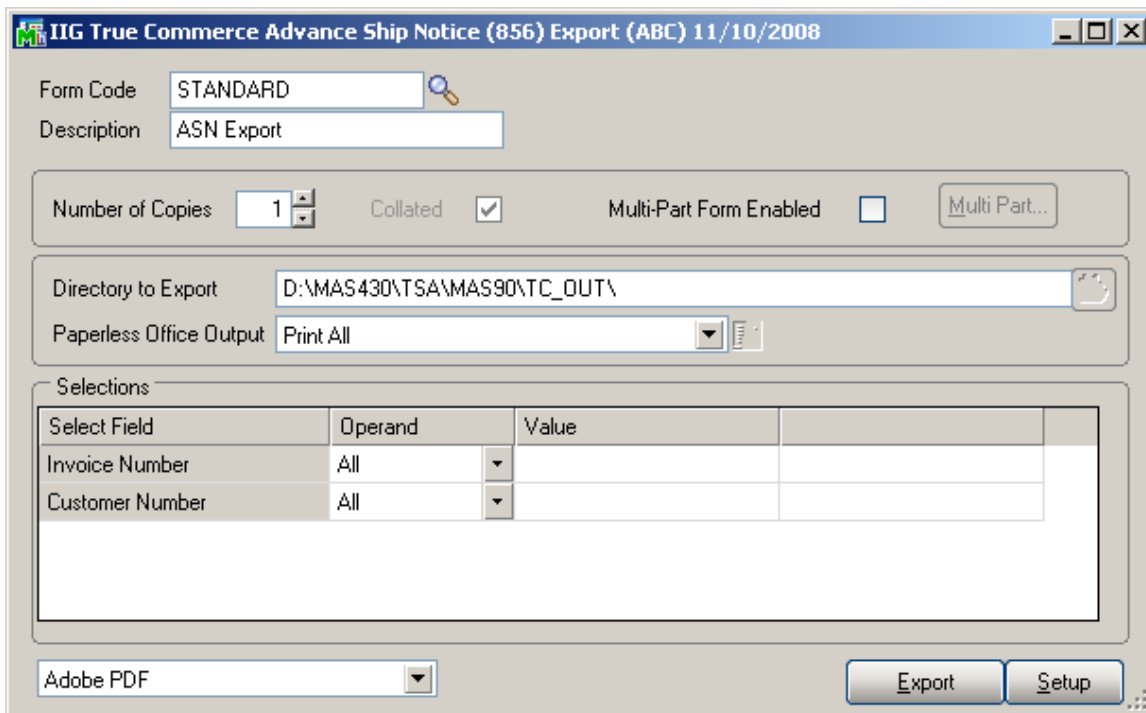 IIG True Commerce Advance Ship Notice (856) Export (ABC) 11/10/2008
Form Code STANDARD
Description ASN Export
Number of Copies 1 Collated Multi-Part Form Enabled Multi Part...
Directory to Export D:\MAS430\TSA\MAS90\TC_OUT\
Paperless Office Output Print All
Selections
Select Field Operand Value
Invoice Number All
Customer Number All
Adobe PDF Export Setup